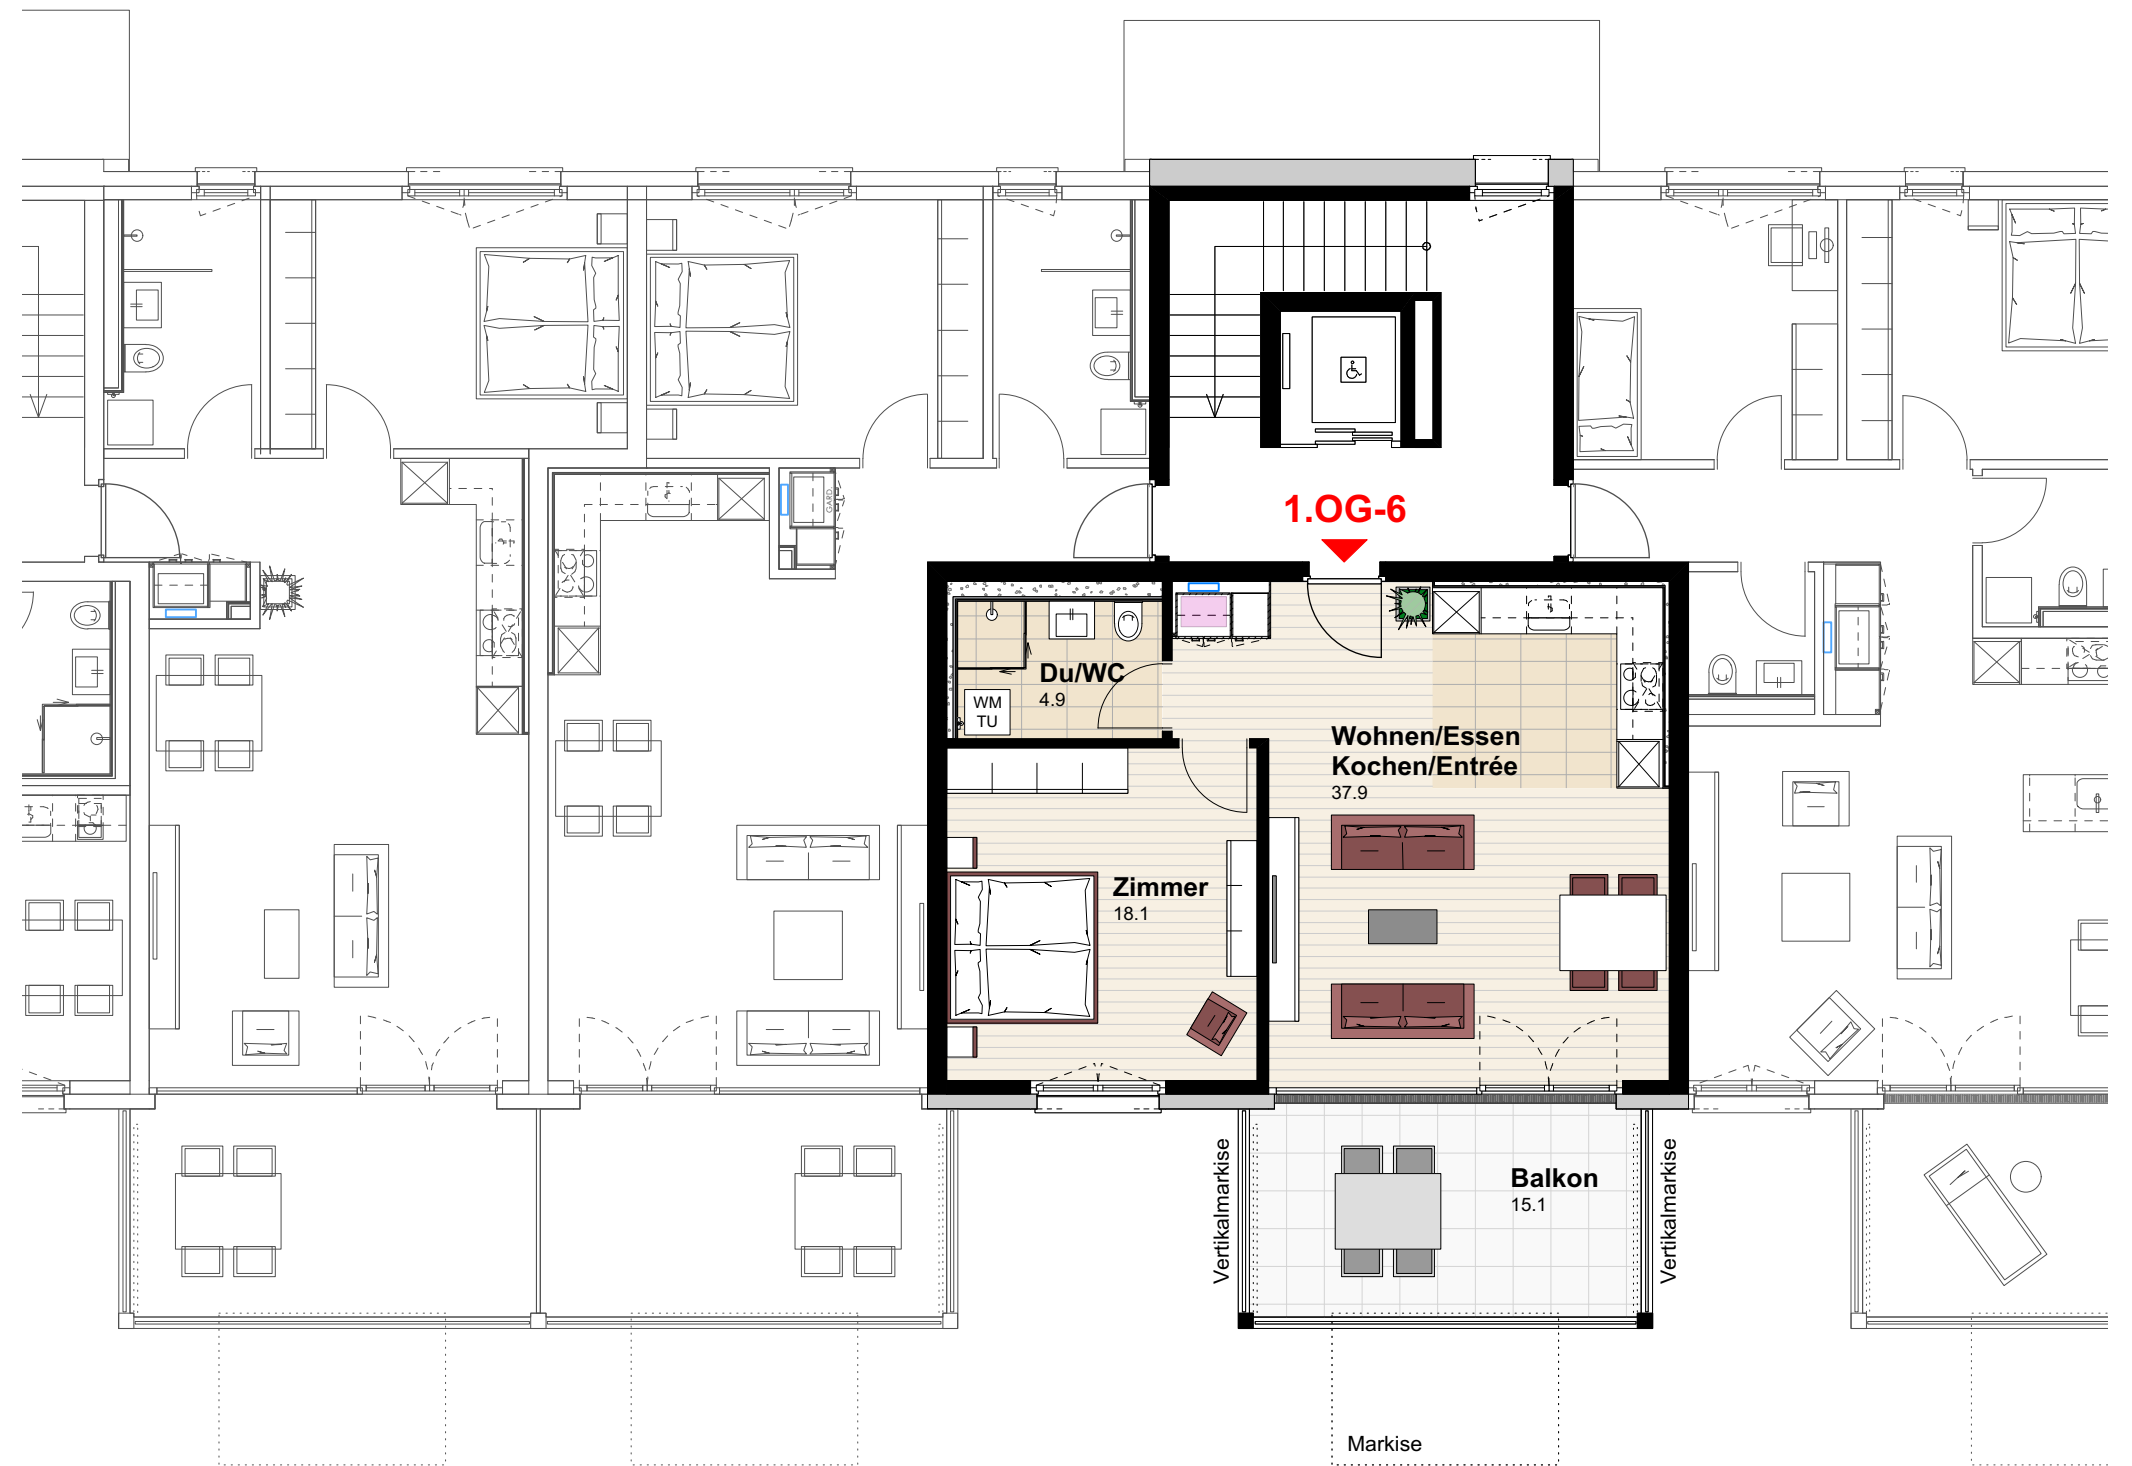 GARD.
1.OG-6
Du/WC
4.9
WM
TU
Wohnen/Essen
Kochen/Entrée
37.9
Zimmer
18.1
Vertikalmarkise
Balkon
15.1
Vertikalmarkise
Markise